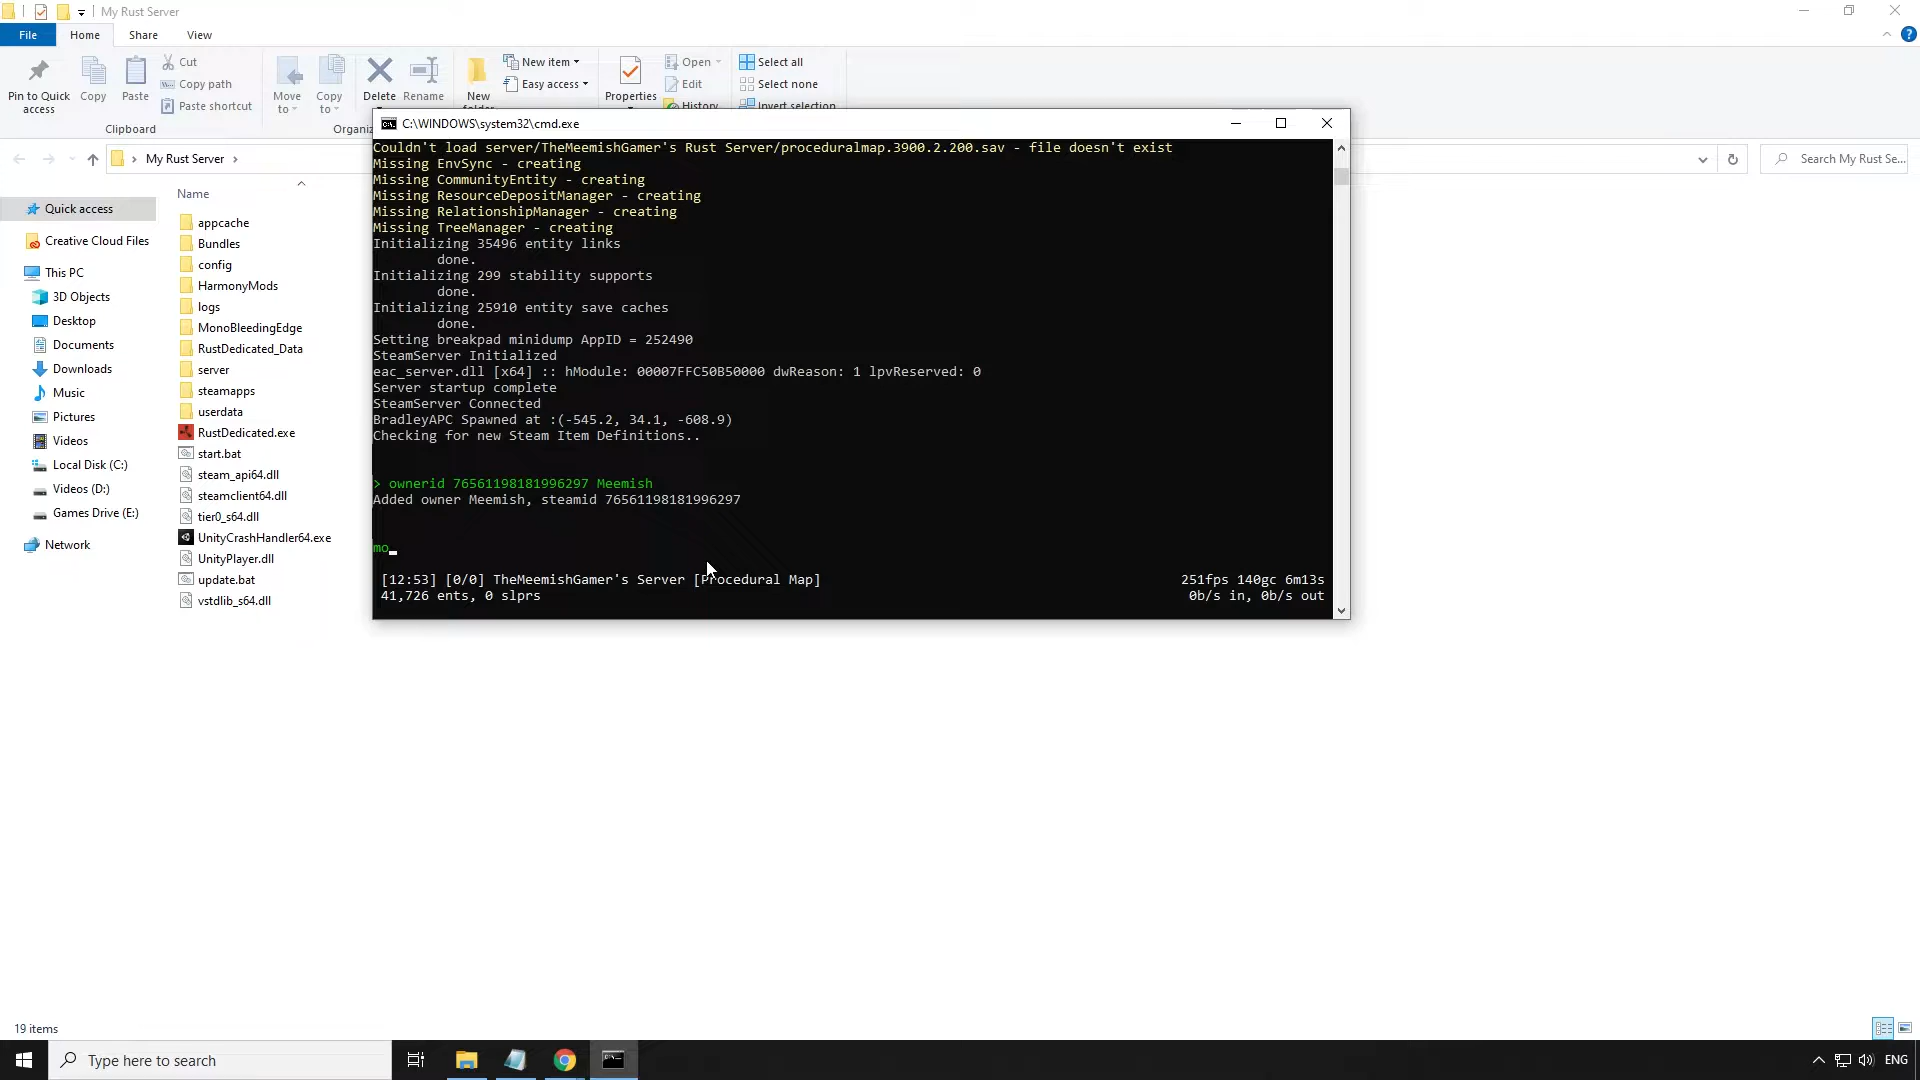 My Rust Server
File
Home
Share
View
Pin to Quick access
Copy
Paste
Cut
Copy path
Paste shortcut
Clipboard
Move to
Copy to
Delete
Rename
Organiz
New folder
New item
Easy access
Properties
Open
Edit
History
Select all
Select none
Invert selection
My Rust Server
Search My Rust Se...
Quick access
Creative Cloud Files
This PC
3D Objects
Desktop
Documents
Downloads
Music
Pictures
Videos
Local Disk (C:)
Videos (D:)
Games Drive (E:)
Network
Name
appcache
Bundles
config
HarmonyMods
logs
MonoBleedingEdge
RustDedicated_Data
server
steamapps
userdata
RustDedicated.exe
start.bat
steam_api64.dll
steamclient64.dll
tier0_s64.dll
UnityCrashHandler64.exe
UnityPlayer.dll
update.bat
vstdlib_s64.dll
C:\WINDOWS\system32\cmd.exe
Couldn't load server/TheMeemishGamer's Rust Server/proceduralmap.3900.2.200.sav - file doesn't exist
Missing EnvSync - creating
Missing CommunityEntity - creating
Missing ResourceDepositManager - creating
Missing RelationshipManager - creating
Missing TreeManager - creating
Initializing 35496 entity links
done.
Initializing 299 stability supports
done.
Initializing 25910 entity save caches
done.
Setting breakpad minidump AppID = 252490
SteamServer Initialized
eac_server.dll [x64] :: hModule: 00007FFC50B50000 dwReason: 1 lpvReserved: 0
Server startup complete
SteamServer Connected
BradleyAPC Spawned at :(-545.2, 34.1, -608.9)
Checking for new Steam Item Definitions..
> ownerid 76561198181996297 Meemish
Added owner Meemish, steamid 76561198181996297
mo_
[12:53] [0/0] TheMeemishGamer's Server [Procedural Map] 251fps 140gc 6m13s
41,726 ents, 0 slprs 0b/s in, 0b/s out
19 items
Type here to search
ENG